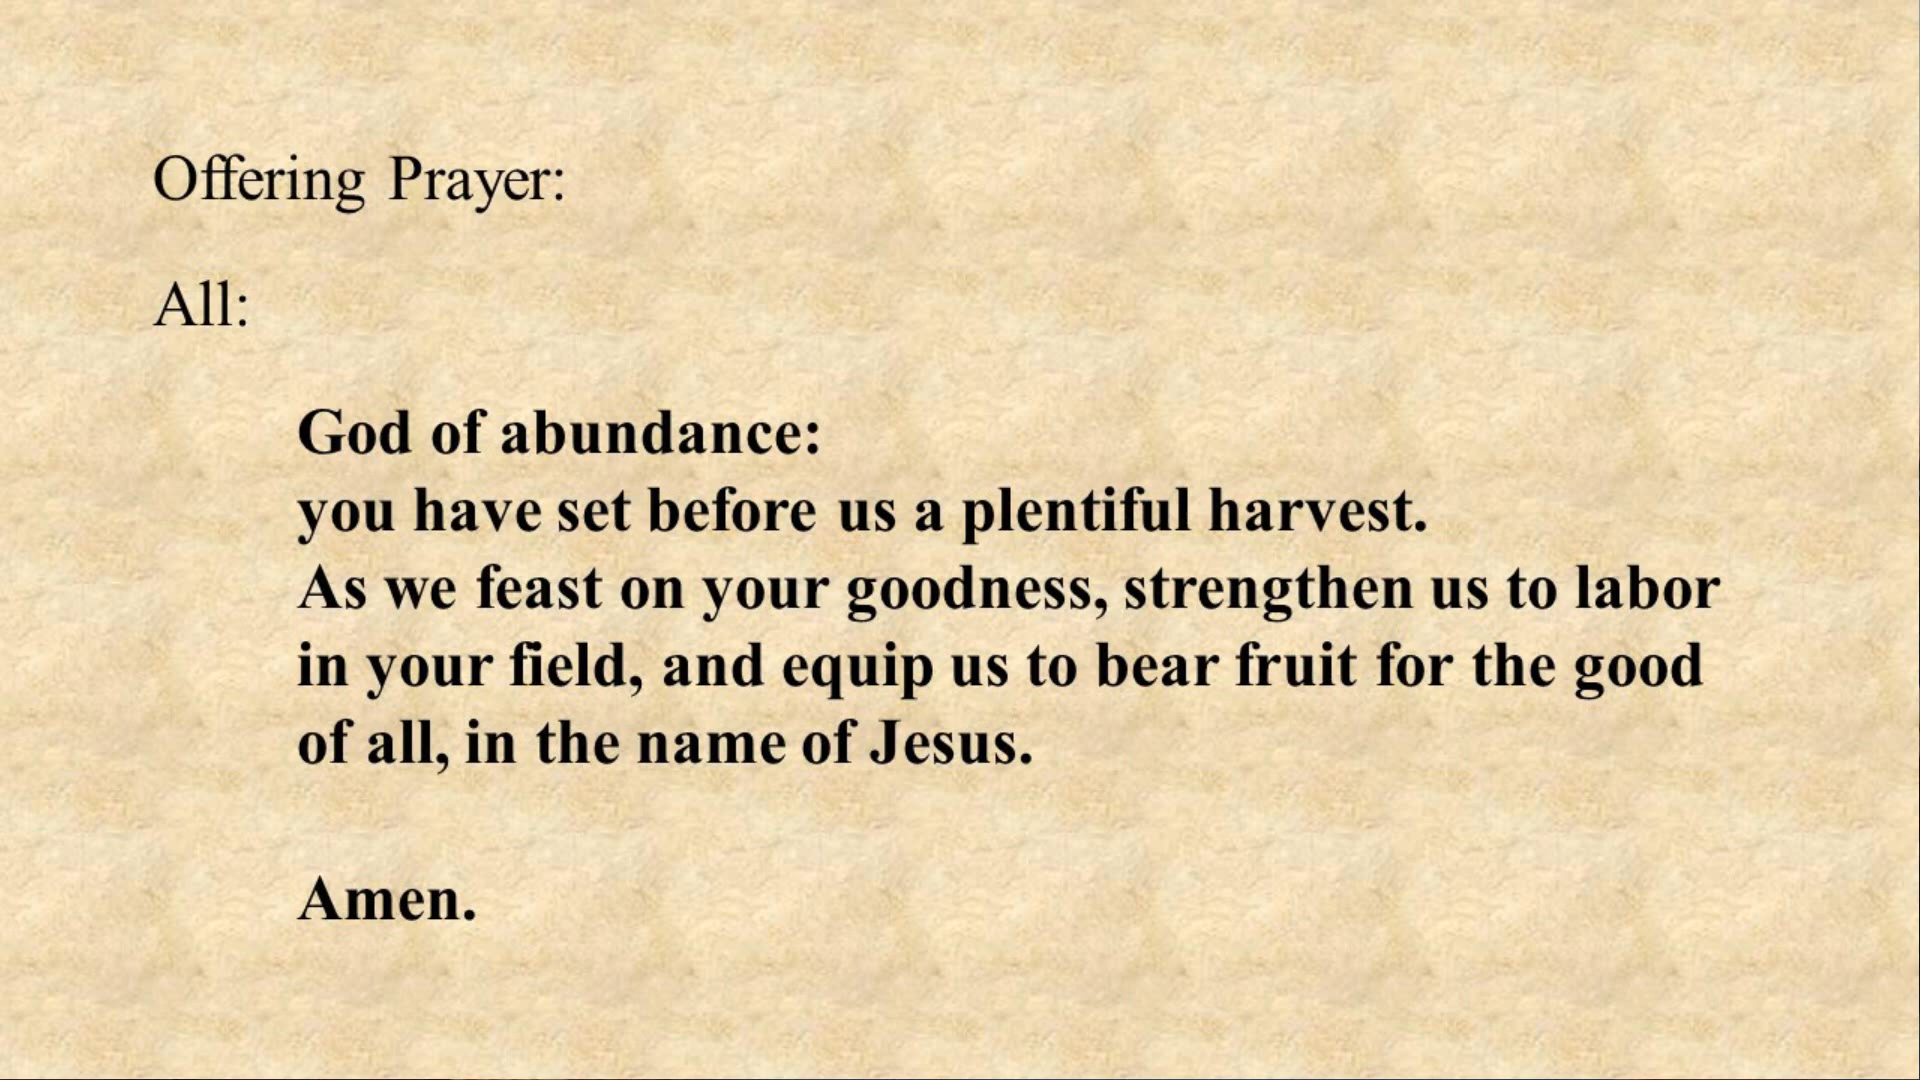 Offering Prayer:
All:
God of abundance:
you have set before us a plentiful harvest.
As we feast on your goodness, strengthen us to labor
in your field, and equip us to bear fruit for the good
of all, in the name of Jesus.
Amen.